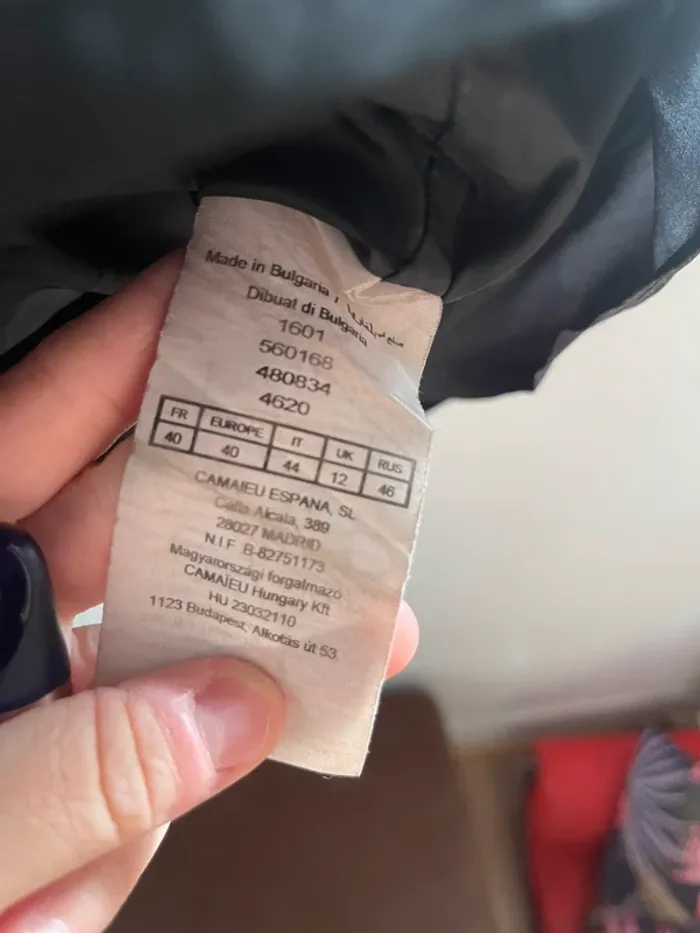 Made in Bulgaria /
Dibuat di Bulgaria
1601
560168
480834
4620
FR EUROPE IT UK RUS
40 40 44 12 46
CAMAIEU ESPANA, SL
Calla Alcala, 389
28027 MADRID
N.I.F B-82751173
Magyarországi forgalmazó :
CAMAÏEU Hungary Kft
HU 23032110
1123 Budapest, Alkotás út 53.